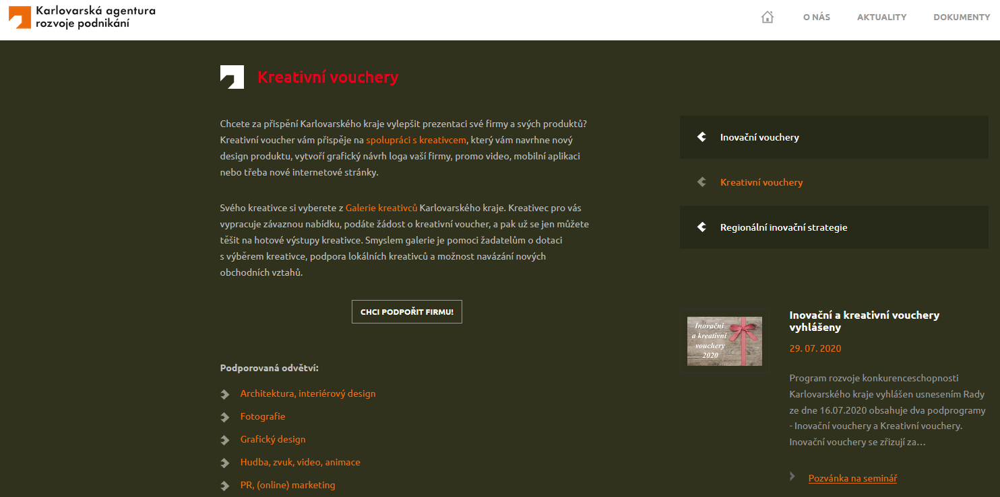 Karlovarská agentura
rozvoje podnikání
O NÁS
AKTUALITY
DOKUMENTY
Kreativní vouchery
Chcete za přispění Karlovarského kraje vylepšit prezentaci své firmy a svých produktů?
Kreativní voucher vám přispěje na spolupráci s kreativcem, který vám navrhne nový
design produktu, vytvoří grafický návrh loga vaší firmy, promo video, mobilní aplikaci
nebo třeba nové internetové stránky.
Svého kreativce si vyberete z Galerie kreativců Karlovarského kraje. Kreativec pro vás
vypracuje závaznou nabídku, podáte žádost o kreativní voucher, a pak už se jen můžete
těšit na hotové výstupy kreativce. Smyslem galerie je pomoci žadatelům o dotaci
s výběrem kreativce, podpora lokálních kreativců a možnost navázání nových
obchodních vztahů.
CHCI PODPOŘIT FIRMU!
Podporovaná odvětví:
Architektura, interiérový design
Fotografie
Grafický design
Hudba, zvuk, video, animace
PR, (online) marketing
Inovační vouchery
Kreativní vouchery
Regionální inovační strategie
Inovační
a kreativní
vouchery
2020
Inovační a kreativní vouchery
vyhlášeny
29. 07. 2020
Program rozvoje konkurenceschopnosti
Karlovarského kraje vyhlášen usnesením Rady
ze dne 16.07.2020 obsahuje dva podprogramy
- Inovační vouchery a Kreativní vouchery.
Inovační vouchery se zřizují za…
Pozvánka na seminář